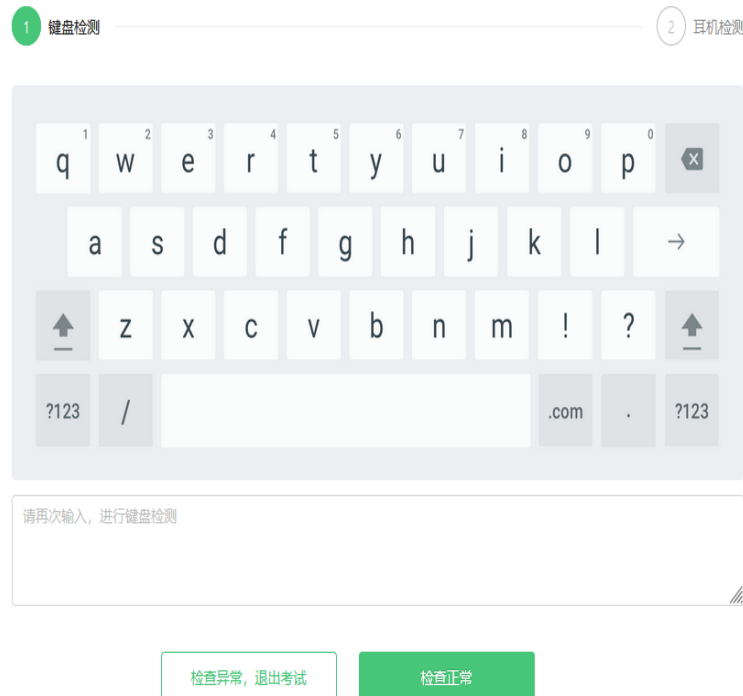 1 键盘检测 2 耳机检测
q 1 w 2 e 3 r 4 t 5 y 6 u 7 i 8 o 9 p 0
a s d f g h j k l →
z x c v b n m ! ?
?123 / .com . ?123
请再次输入，进行键盘检测
检查异常，退出考试 检查正常